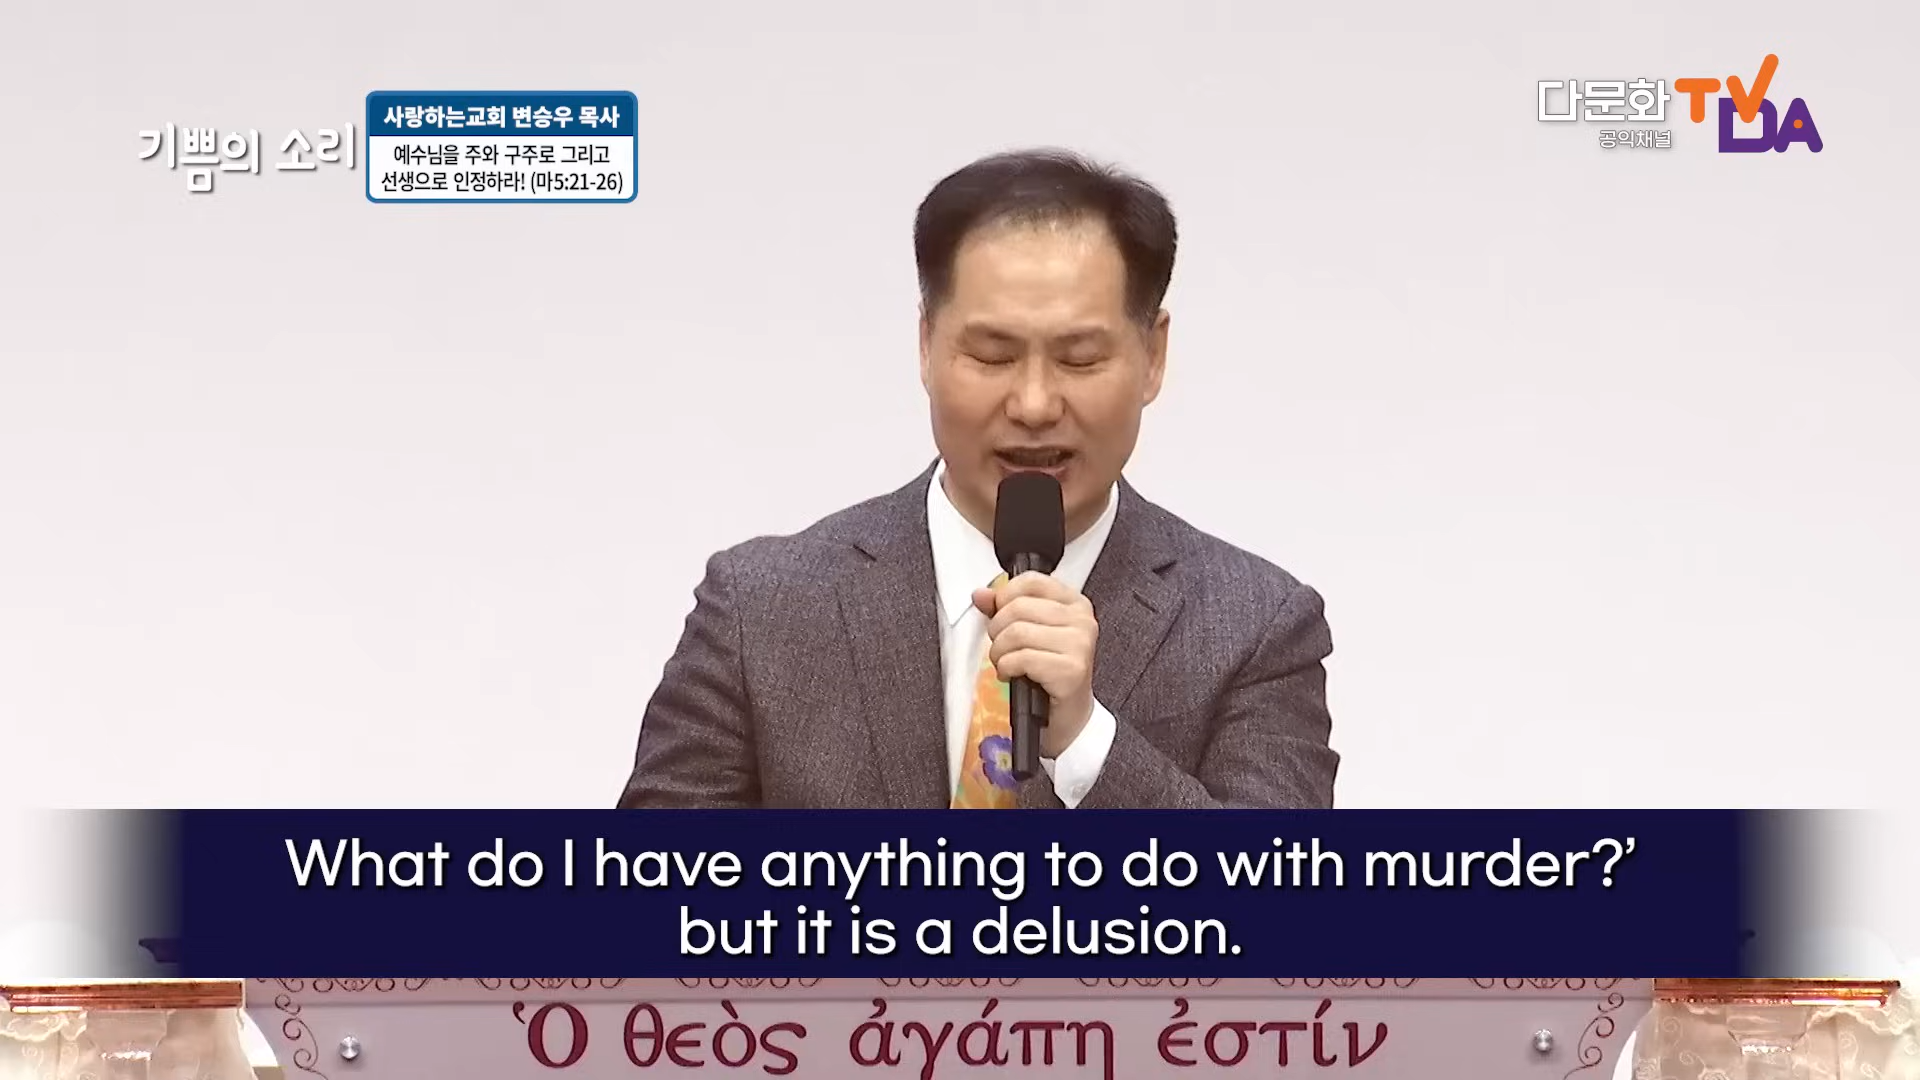 기쁨의 소리
사랑하는교회 변승우 목사
예수님을 주와 구주로 그리고
선생으로 인정하라! (마5:21-26)
다문화 TV
DA
공익채널
What do I have anything to do with murder?’
but it is a delusion.
Ὁ θεὸς ἀγάπη ἐστίν